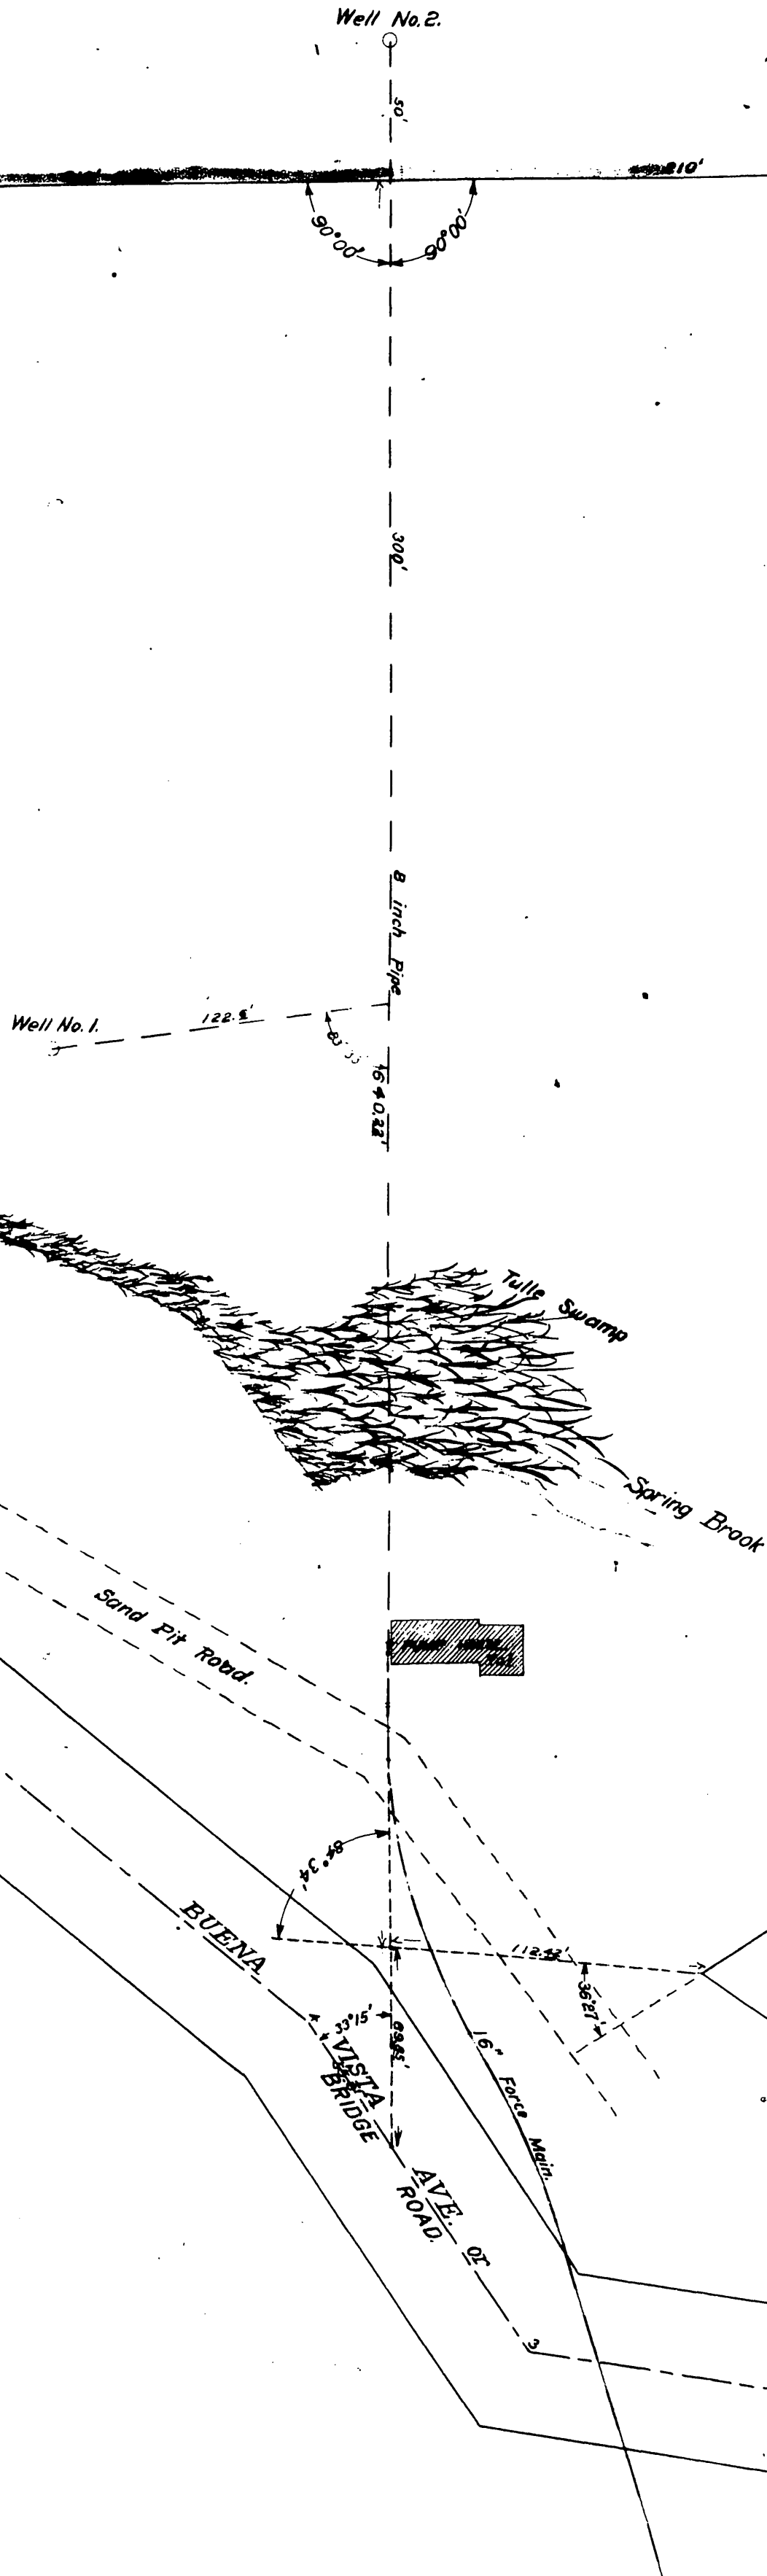 Well No. 2.
50'
210'
90°00'
90°00'
300'
8 inch Pipe
Well No. 1.
122.
640.22'
Tulle Swamp
Spring Brook
Sand Pit Road.
84°34'
112.42'
36°27'
BUENA
33°15'
VISTA
BRIDGE
16" Force Main.
AVE. or
ROAD.
3